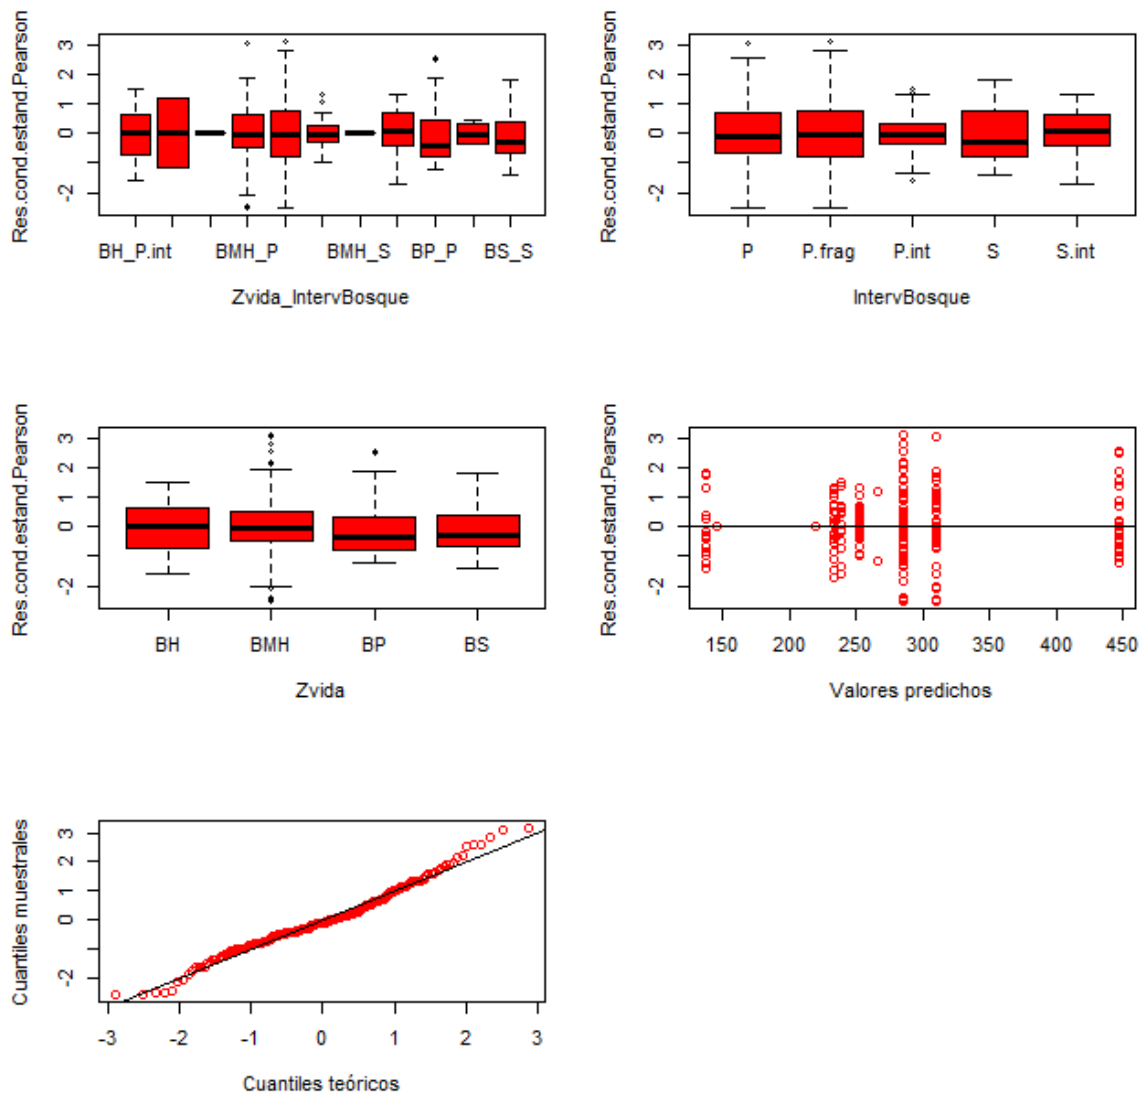 Res.cond.estand.Pearson
3
2
1
0
-2
BH_P.int BMH_P BMH_S BP_P BS_S
Zvida_IntervBosque
Res.cond.estand.Pearson
3
2
1
0
-2
P P.frag P.int S S.int
IntervBosque
Res.cond.estand.Pearson
3
2
1
0
-2
BH BMH BP BS
Zvida
Res.cond.estand.Pearson
3
2
1
0
-2
150 200 250 300 350 400 450
Valores predichos
Cuantiles muestrales
3
2
1
0
-2
-3 -2 -1 0 1 2 3
Cuantiles teóricos